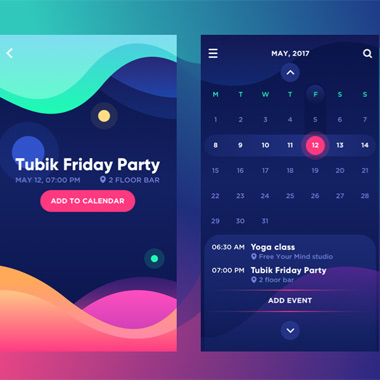 Tubik Friday Party
MAY 12, 07:00 PM 2 FLOOR BAR
ADD TO CALENDAR
MAY, 2017
M T W T F S S
1 2 3 4 5 6 7
8 9 10 11 12 13 14
15 16 17 18 19 20 21
22 23 24 25 26 27 28
29 30 31
06:30 AM Yoga class
Free Your Mind studio
07:00 PM Tubik Friday Party
2 floor bar
ADD EVENT